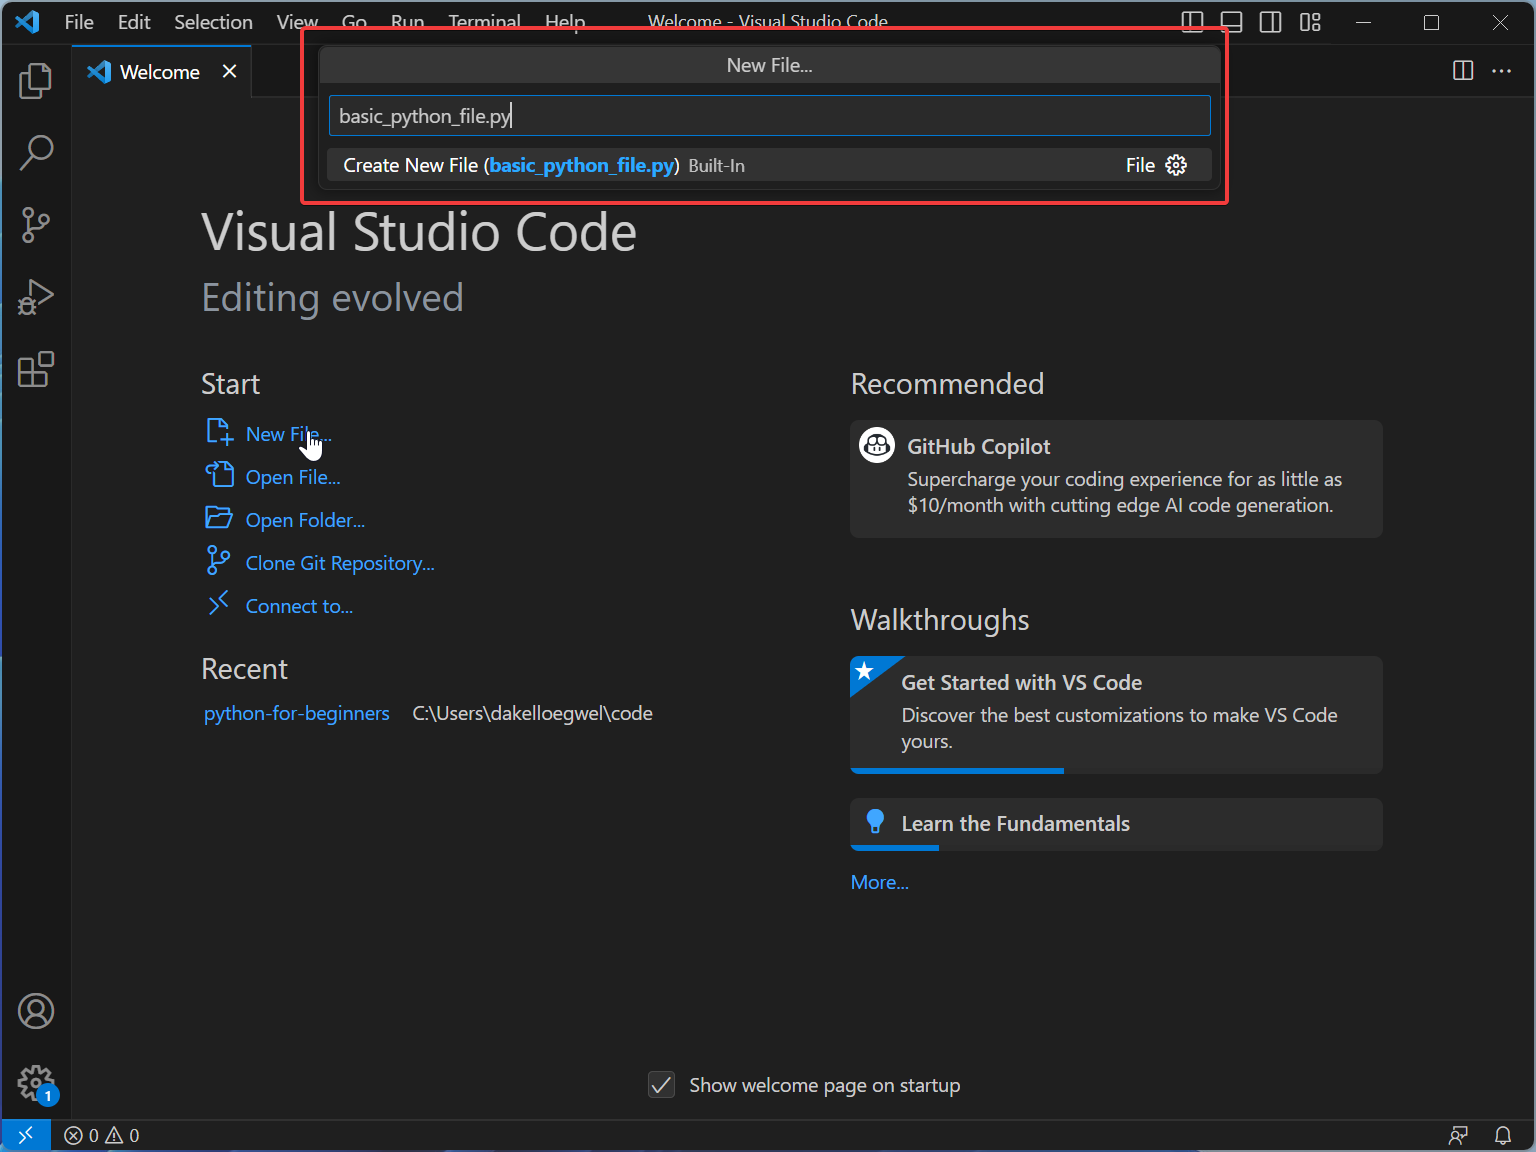 File Edit Selection View Go Run Terminal Help Welcome - Visual Studio Code
Welcome
New File...
basic_python_file.py
Create New File (basic_python_file.py) Built-In File
Visual Studio Code
Editing evolved
Start
New File...
Open File...
Open Folder...
Clone Git Repository...
Connect to...
Recent
python-for-beginners C:\Users\dakelloegwel\code
Recommended
GitHub Copilot
Supercharge your coding experience for as little as
$10/month with cutting edge AI code generation.
Walkthroughs
Get Started with VS Code
Discover the best customizations to make VS Code
yours.
Learn the Fundamentals
More...
1
Show welcome page on startup
0 0